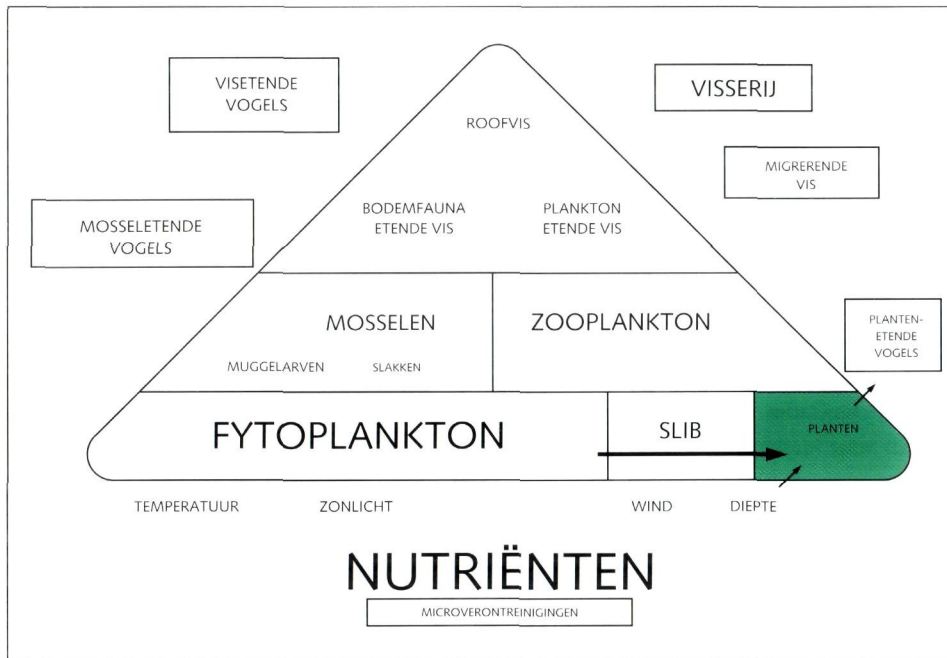 VISETENDE
VOGELS
VISSERIJ
ROOFVIS
MIGRERENDE
VIS
BODEMFAUNA
ETENDE VIS
PLANKTON
ETENDE VIS
MOSSELETENDE
VOGELS
MOSSELEN
ZOOPLANKTON
PLANTEN-
ETENDE
VOGELS
MUGGELARVEN
SLAKKEN
FYTOPLANKTON
SLIB
PLANTEN
TEMPERATUUR
ZONLICHT
WIND
DIEPTE
NUTRIËNTEN
MICROVERONTREINIGINGEN